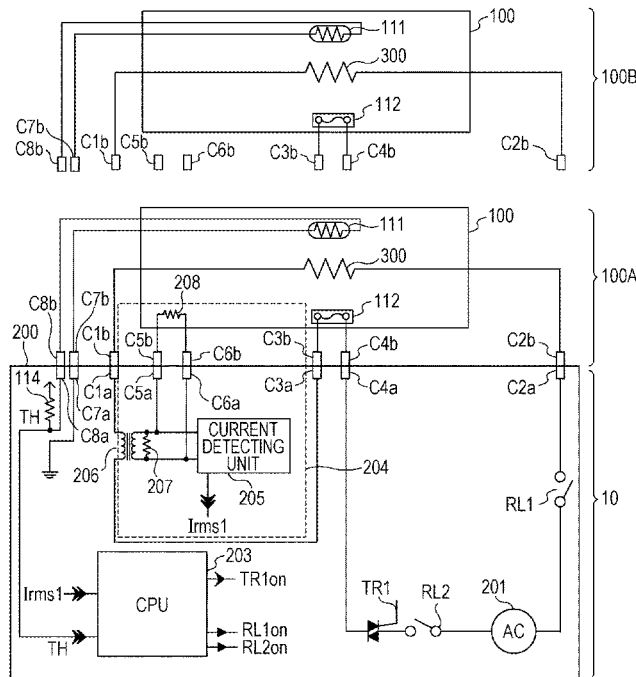 100
111
300
100B
112
C7b
C8b
C1b
C5b
C6b
C3b
C4b
C2b
111
100
300
100A
208
112
C8b
C7b
C1b
C5b
C6b
C3b
C4b
C2b
200
114
C1a
C5a
C6a
C3a
C4a
C2a
TH
C8a
C7a
CURRENT
DETECTING
UNIT
206
207
205
204
RL1
10
Irms1
203
TR1on
Irms1
CPU
TR1
RL2
201
AC
TH
RL1on
RL2on